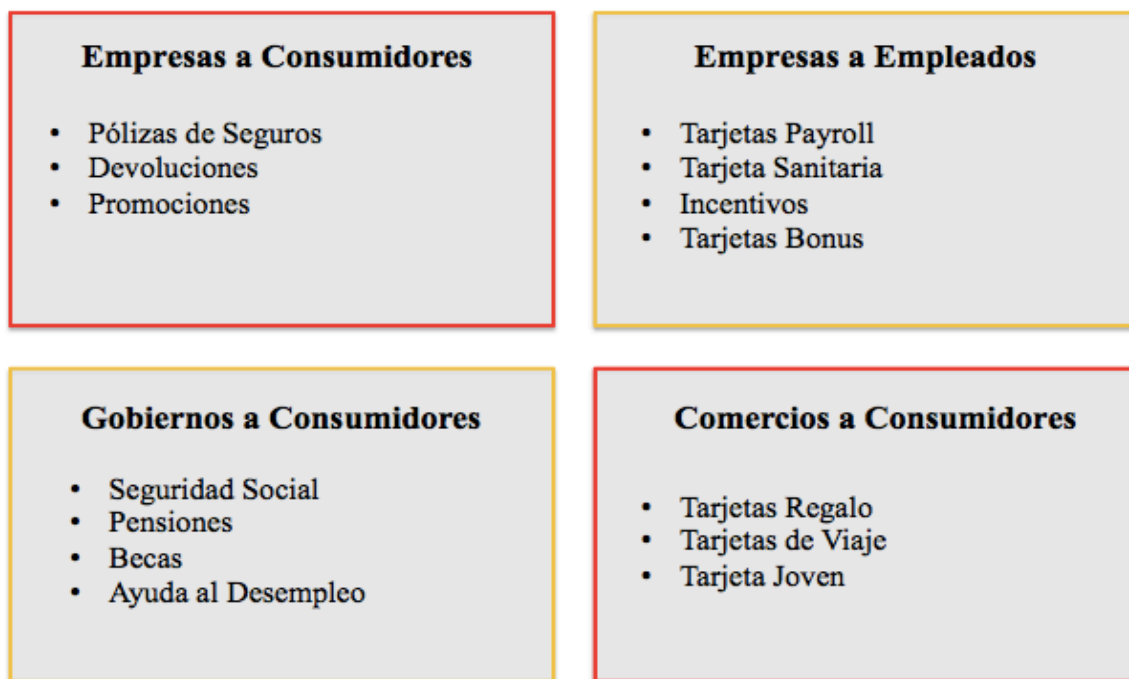 Empresas a Consumidores
• Pólizas de Seguros
• Devoluciones
• Promociones
Empresas a Empleados
• Tarjetas Payroll
• Tarjeta Sanitaria
• Incentivos
• Tarjetas Bonus
Gobiernos a Consumidores
• Seguridad Social
• Pensiones
• Becas
• Ayuda al Desempleo
Comercios a Consumidores
• Tarjetas Regalo
• Tarjetas de Viaje
• Tarjeta Joven